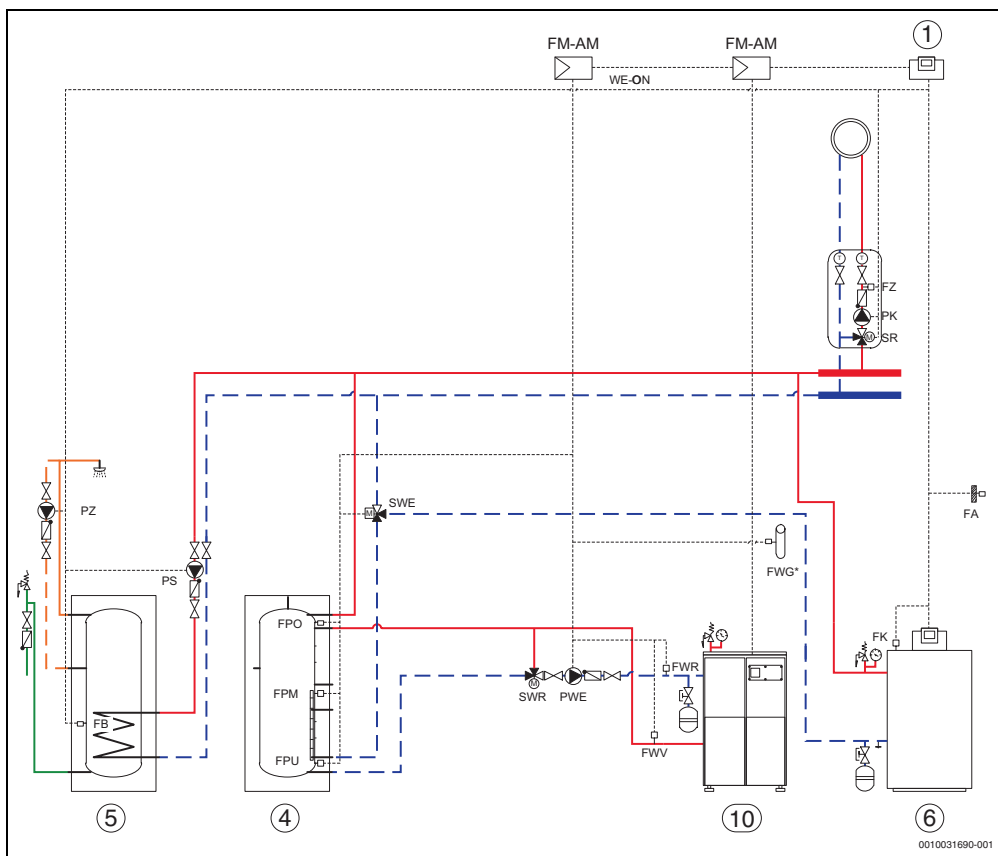 FM-AM
FM-AM
1
WE-ON
T
T
FZ
PK
M
SR
PZ
SWE
M
FA
PS
FWG*
FPO
FK
FWR
FPM
SWR
PWE
M
FB
FWV
FPU
5
4
10
6
0010031690-001